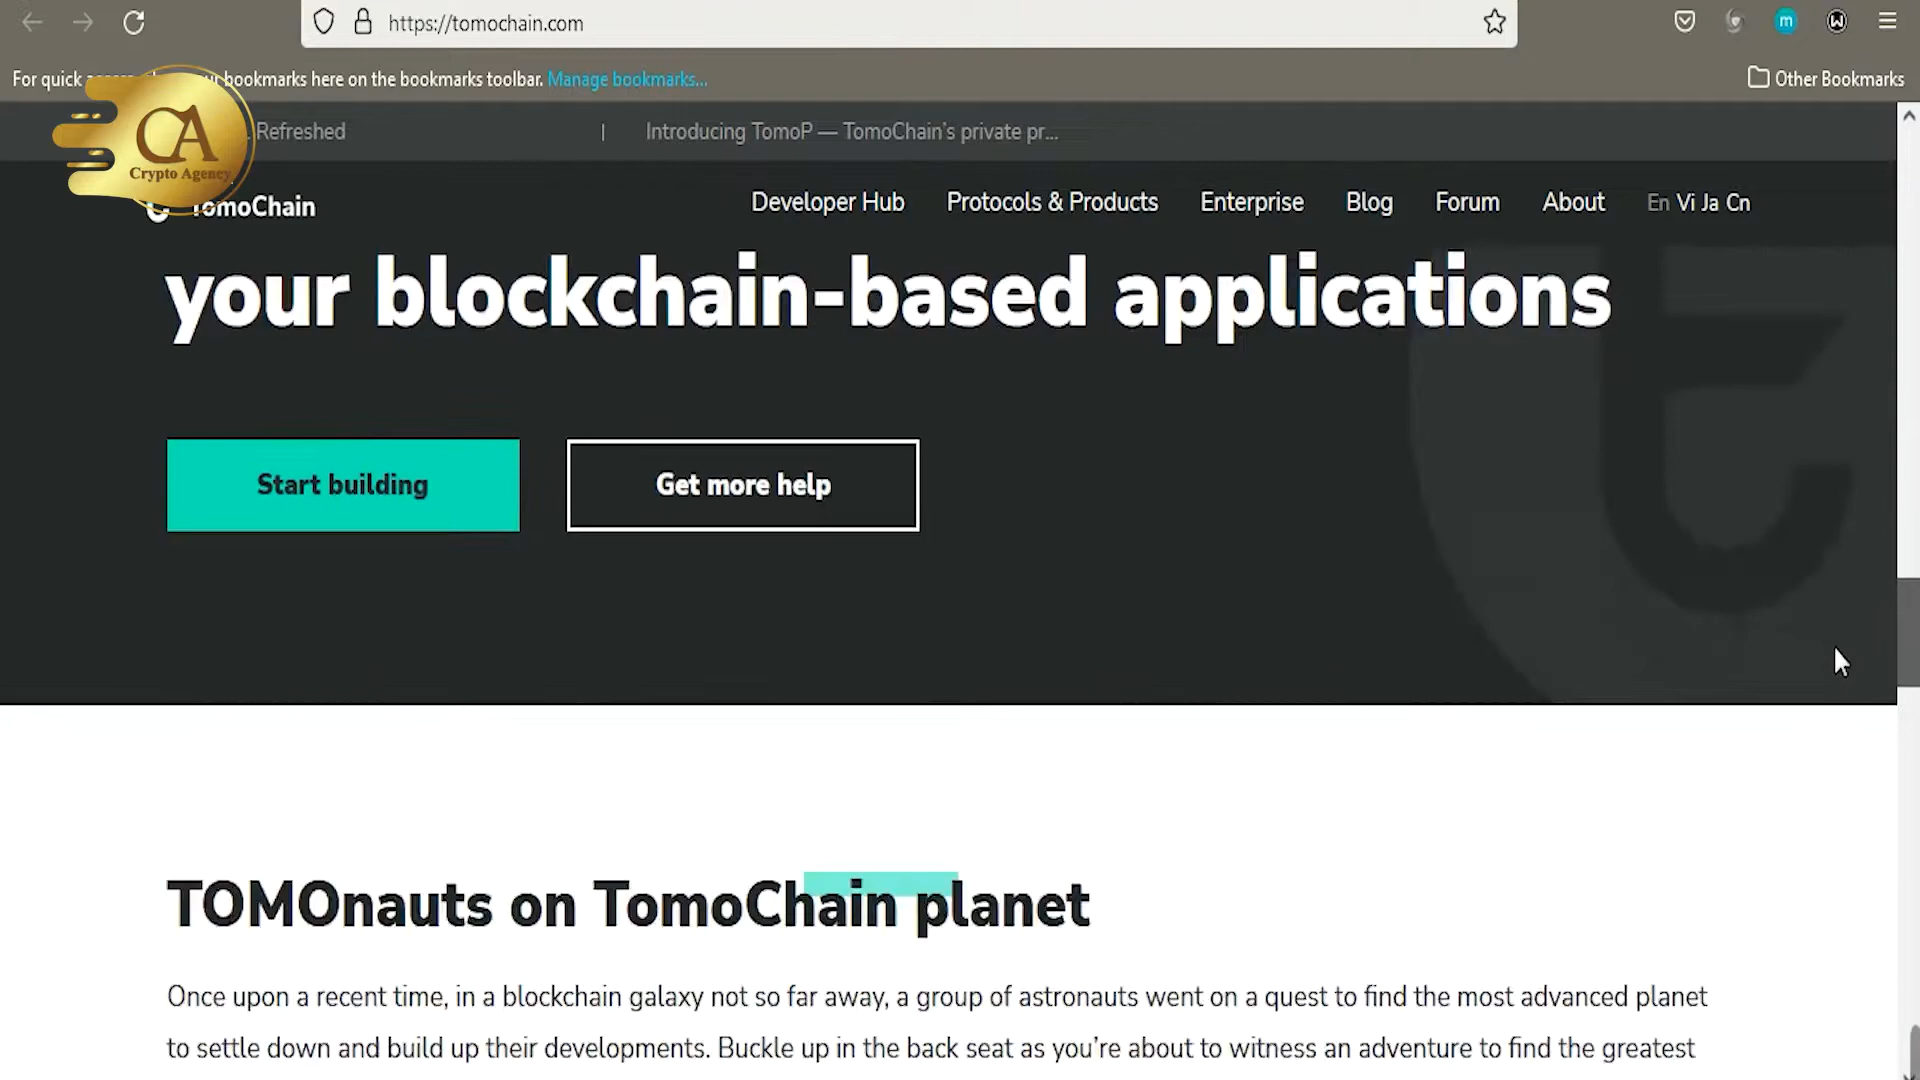 https://tomochain.com
For quick bookmarks here on the bookmarks toolbar. Manage bookmarks...
Other Bookmarks
CA
Crypto Agency
Refreshed | Introducing TomoP — TomoChain's private pr...
TomoChain
Developer Hub Protocols & Products Enterprise Blog Forum About En Vi Ja Cn
your blockchain-based applications
Start building Get more help
TOMOnauts on TomoChain planet
Once upon a recent time, in a blockchain galaxy not so far away, a group of astronauts went on a quest to find the most advanced planet
to settle down and build up their developments. Buckle up in the back seat as you're about to witness an adventure to find the greatest